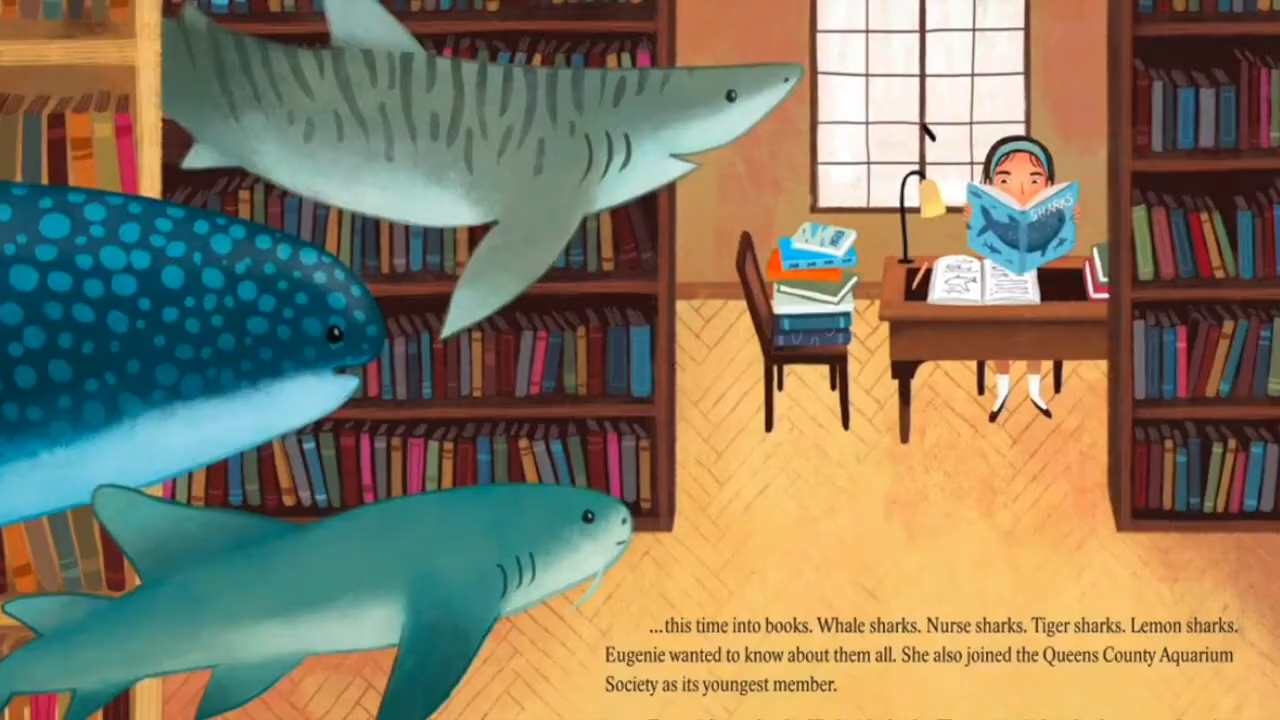 SHARKS
...this time into books. Whale sharks. Nurse sharks. Tiger sharks. Lemon sharks.
Eugenie wanted to know about them all. She also joined the Queens County Aquarium
Society as its youngest member.